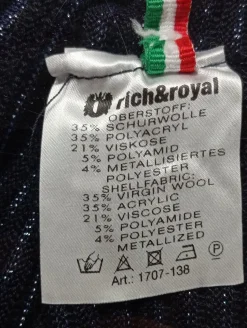 rich&royal
OBERSTOFF:
35% SCHURWOLLE
35% POLYACRYL
21% VISKOSE
5% POLYAMID
4% METALLISIERTES
POLYESTER
SHELLFABRIC:
35% VIRGIN WOOL
35% ACRYLIC
21% VISCOSE
5% POLYAMIDE
4% POLYESTER
METALLIZED
P
Art.: 1707-138